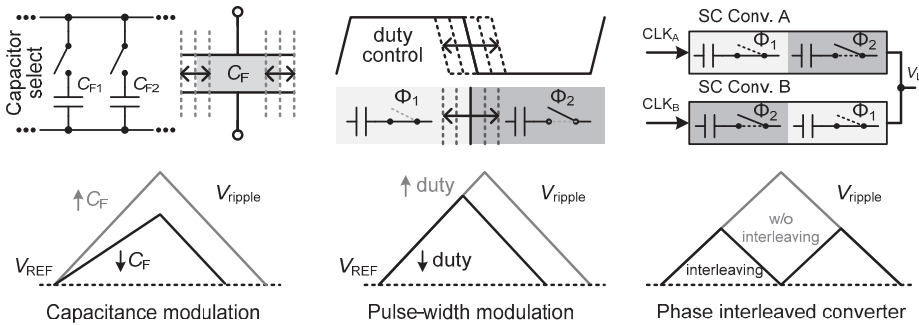 Capacitor
select
CF1
CF2
CF
↑CF
Vripple
VREF
↓CF
Capacitance modulation
duty
control
Φ1
Φ2
↑ duty
Vripple
VREF
↓ duty
Pulse-width modulation
SC Conv. A
CLKA
Φ1
Φ2
SC Conv. B
CLKB
Φ2
Φ1
Vripple
w/o
interleaving
interleaving
Phase interleaved converter